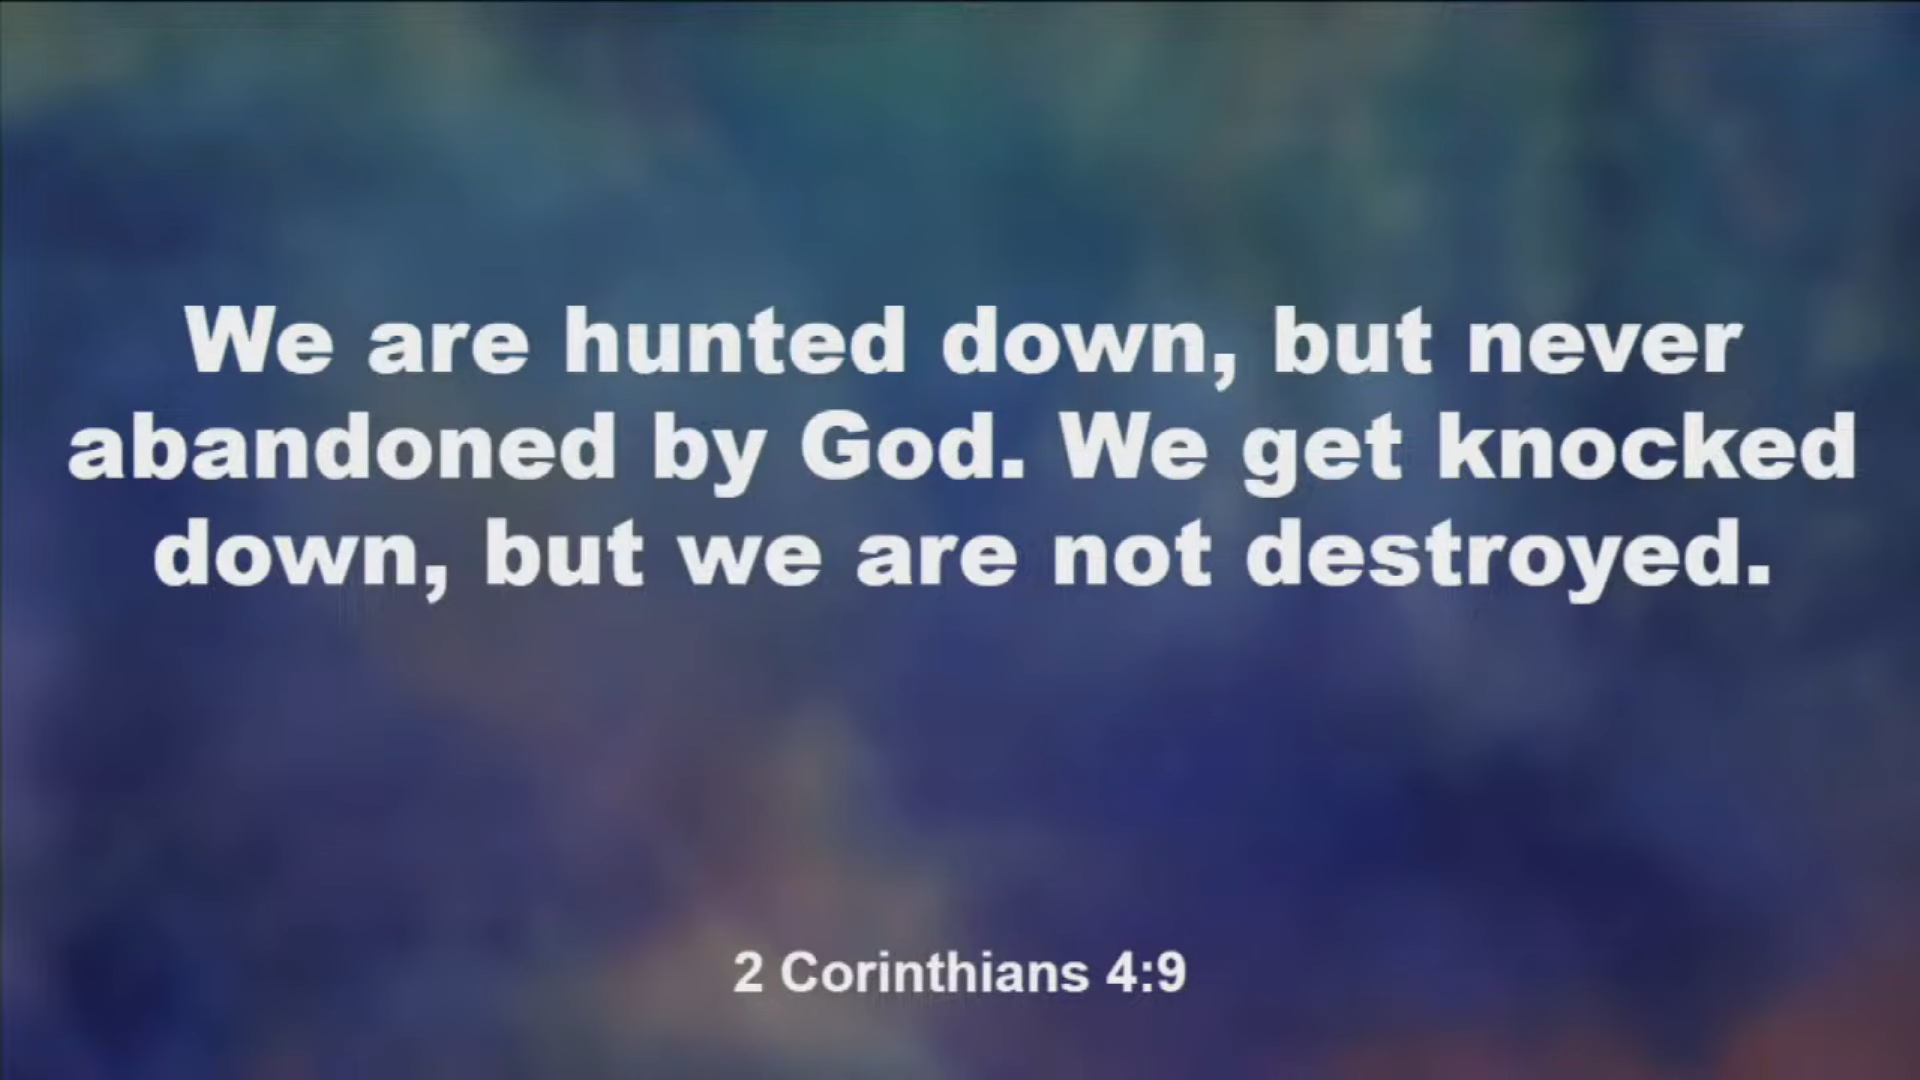 We are hunted down, but never
abandoned by God. We get knocked
down, but we are not destroyed.
2 Corinthians 4:9